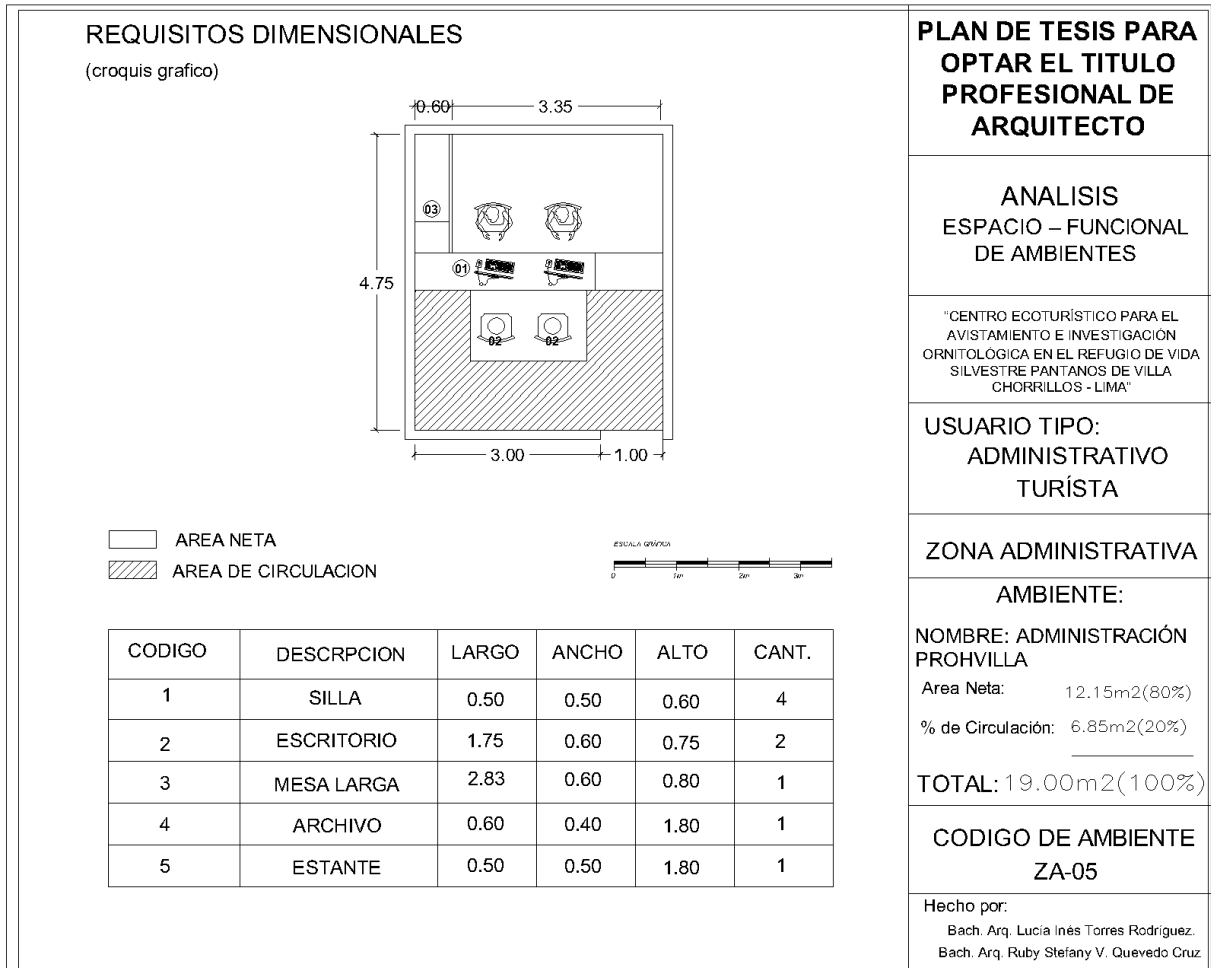 REQUISITOS DIMENSIONALES
(croquis grafico)
0.60
3.35
4.75
03
01
02
02
3.00
1.00
AREA NETA
AREA DE CIRCULACION
ESCALA GRÁFICA
0 1m 2m 3m
CODIGO DESCRPCION LARGO ANCHO ALTO CANT.
1 SILLA 0.50 0.50 0.60 4
2 ESCRITORIO 1.75 0.60 0.75 2
3 MESA LARGA 2.83 0.60 0.80 1
4 ARCHIVO 0.60 0.40 1.80 1
5 ESTANTE 0.50 0.50 1.80 1
PLAN DE TESIS PARA
OPTAR EL TITULO
PROFESIONAL DE
ARQUITECTO
ANALISIS
ESPACIO – FUNCIONAL
DE AMBIENTES
"CENTRO ECOTURÍSTICO PARA EL
AVISTAMIENTO E INVESTIGACIÓN
ORNITOLÓGICA EN EL REFUGIO DE VIDA
SILVESTRE PANTANOS DE VILLA
CHORRILLOS - LIMA"
USUARIO TIPO:
ADMINISTRATIVO
TURÍSTA
ZONA ADMINISTRATIVA
AMBIENTE:
NOMBRE: ADMINISTRACIÓN
PROHVILLA
Area Neta: 12.15m2(80%)
% de Circulación: 6.85m2(20%)
TOTAL: 19.00m2(100%)
CODIGO DE AMBIENTE
ZA-05
Hecho por:
Bach. Arq. Lucía Inés Torres Rodríguez.
Bach. Arq. Ruby Stefany V. Quevedo Cruz